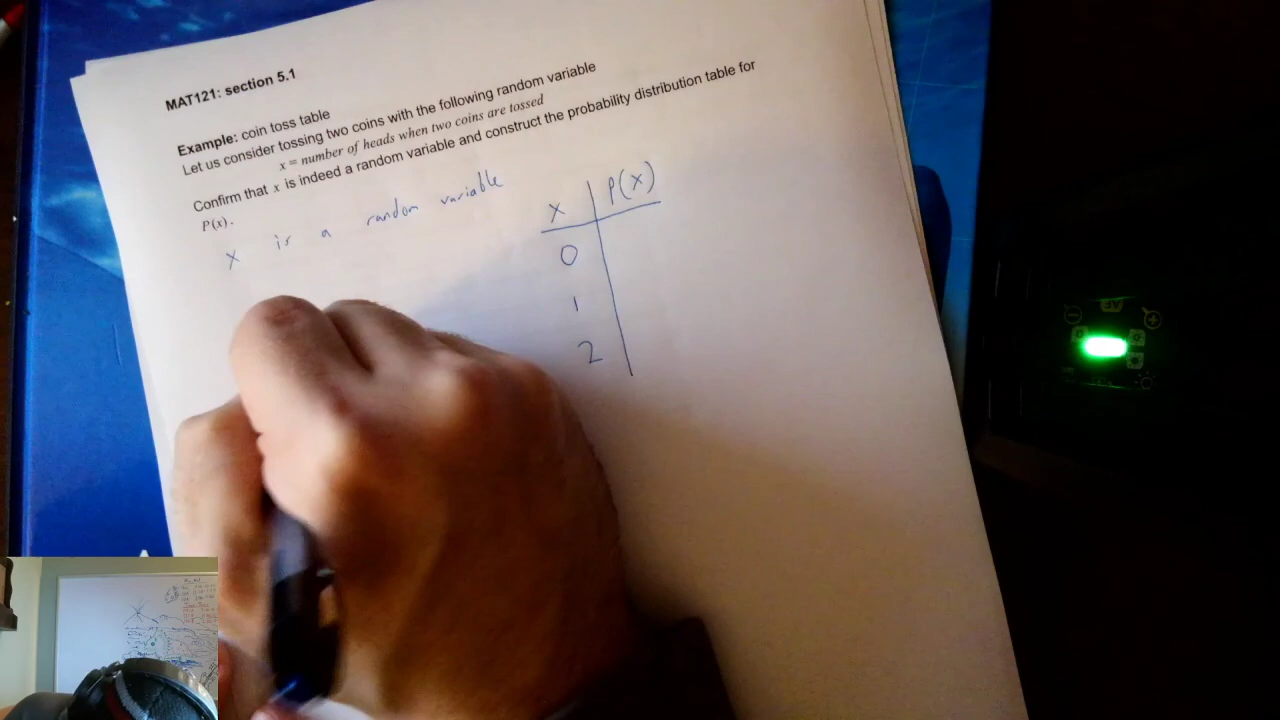 MAT121: section 5.1
Example: coin toss table
Let us consider tossing two coins with the following random variable
x = number of heads when two coins are tossed
Confirm that x is indeed a random variable and construct the probability distribution table for
P(x).
x is a random variable
x P(x)
0
1
2